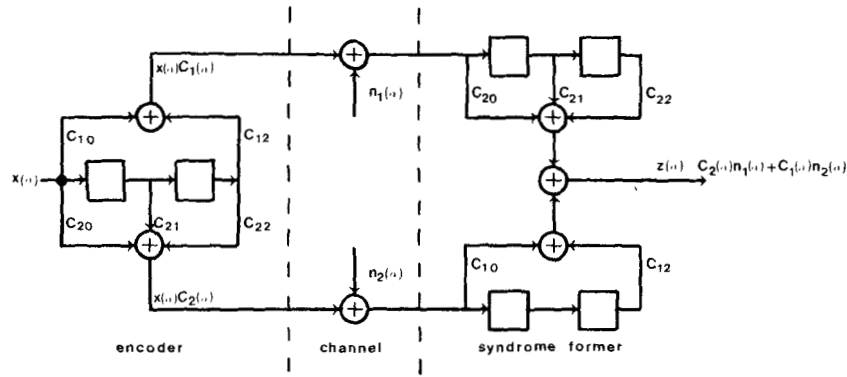 x(α)C₁(α)
n₁(α)
C₂₀
C₂₁
C₂₂
C₁₀
C₁₂
x(α)
z(α) C₂(α)n₁(α)+C₁(α)n₂(α)
C₂₀
C₂₁
C₂₂
C₁₀
C₁₂
n₂(α)
x(α)C₂(α)
encoder
channel
syndrome former